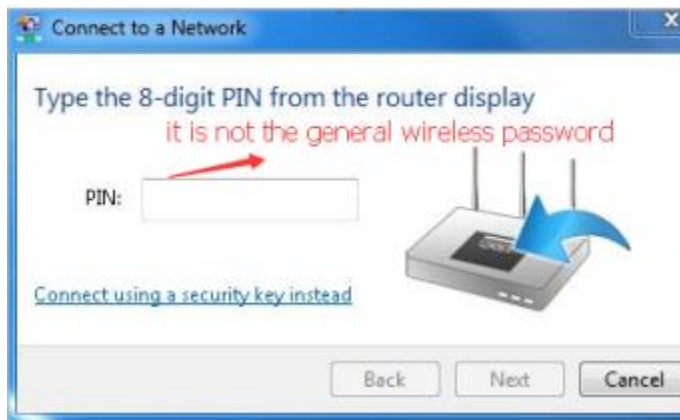 Connect to a Network
Type the 8-digit PIN from the router display
it is not the general wireless password
PIN:
Connect using a security key instead
Back Next Cancel